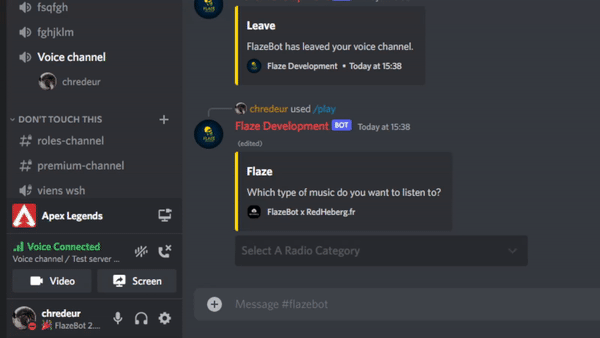 fsqfgh
fghjklm
Voice channel
chredeur
DON'T TOUCH THIS
roles-channel
premium-channel
viens wsh
Apex Legends
Voice Connected
Voice channel / Test server ...
Video
Screen
chredeur
FlazeBot 2....
Leave
FlazeBot has left your voice channel.
Flaze Development • Today at 15:38
chredeur used /play
Flaze Development BOT Today at 15:38
(edited)
Flaze
Which type of music do you want to listen to?
FlazeBot x RedHeberg.fr
Select A Radio Category
Message #flazebot